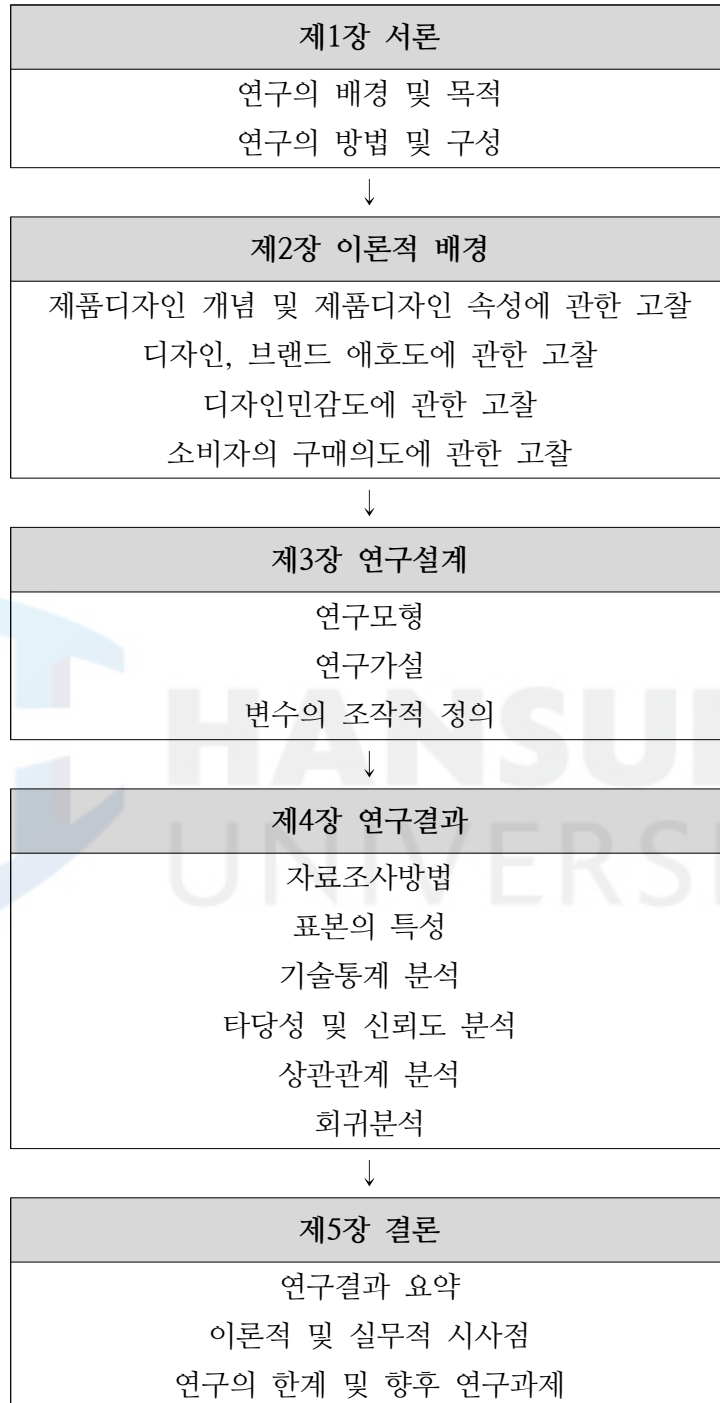 제1장 서론
연구의 배경 및 목적
연구의 방법 및 구성
↓
제2장 이론적 배경
제품디자인 개념 및 제품디자인 속성에 관한 고찰
디자인, 브랜드 애호도에 관한 고찰
디자인민감도에 관한 고찰
소비자의 구매의도에 관한 고찰
↓
제3장 연구설계
연구모형
연구가설
변수의 조작적 정의
↓
제4장 연구결과
자료조사방법
표본의 특성
기술통계 분석
타당성 및 신뢰도 분석
상관관계 분석
회귀분석
↓
제5장 결론
연구결과 요약
이론적 및 실무적 시사점
연구의 한계 및 향후 연구과제
HANSU
UNIVERSI